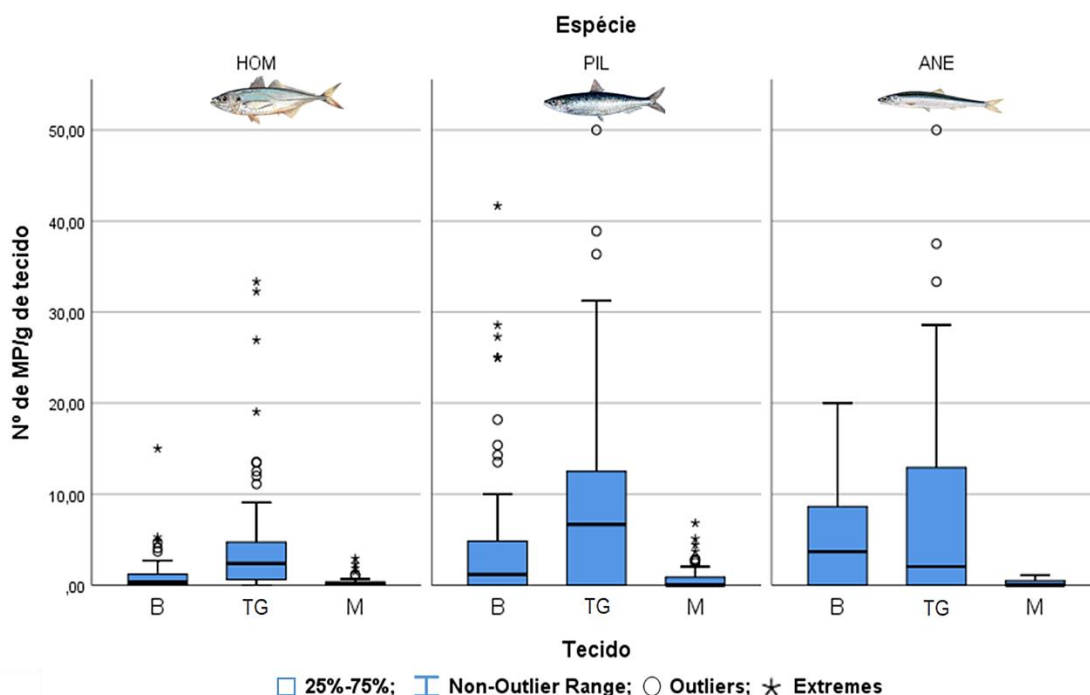 Espécie
HOM
PIL
ANE
Nº de MP/g de tecido
50,00
40,00
30,00
20,00
10,00
,00
B TG M
B TG M
B TG M
Tecido
25%-75%; Non-Outlier Range; Outliers; Extremes